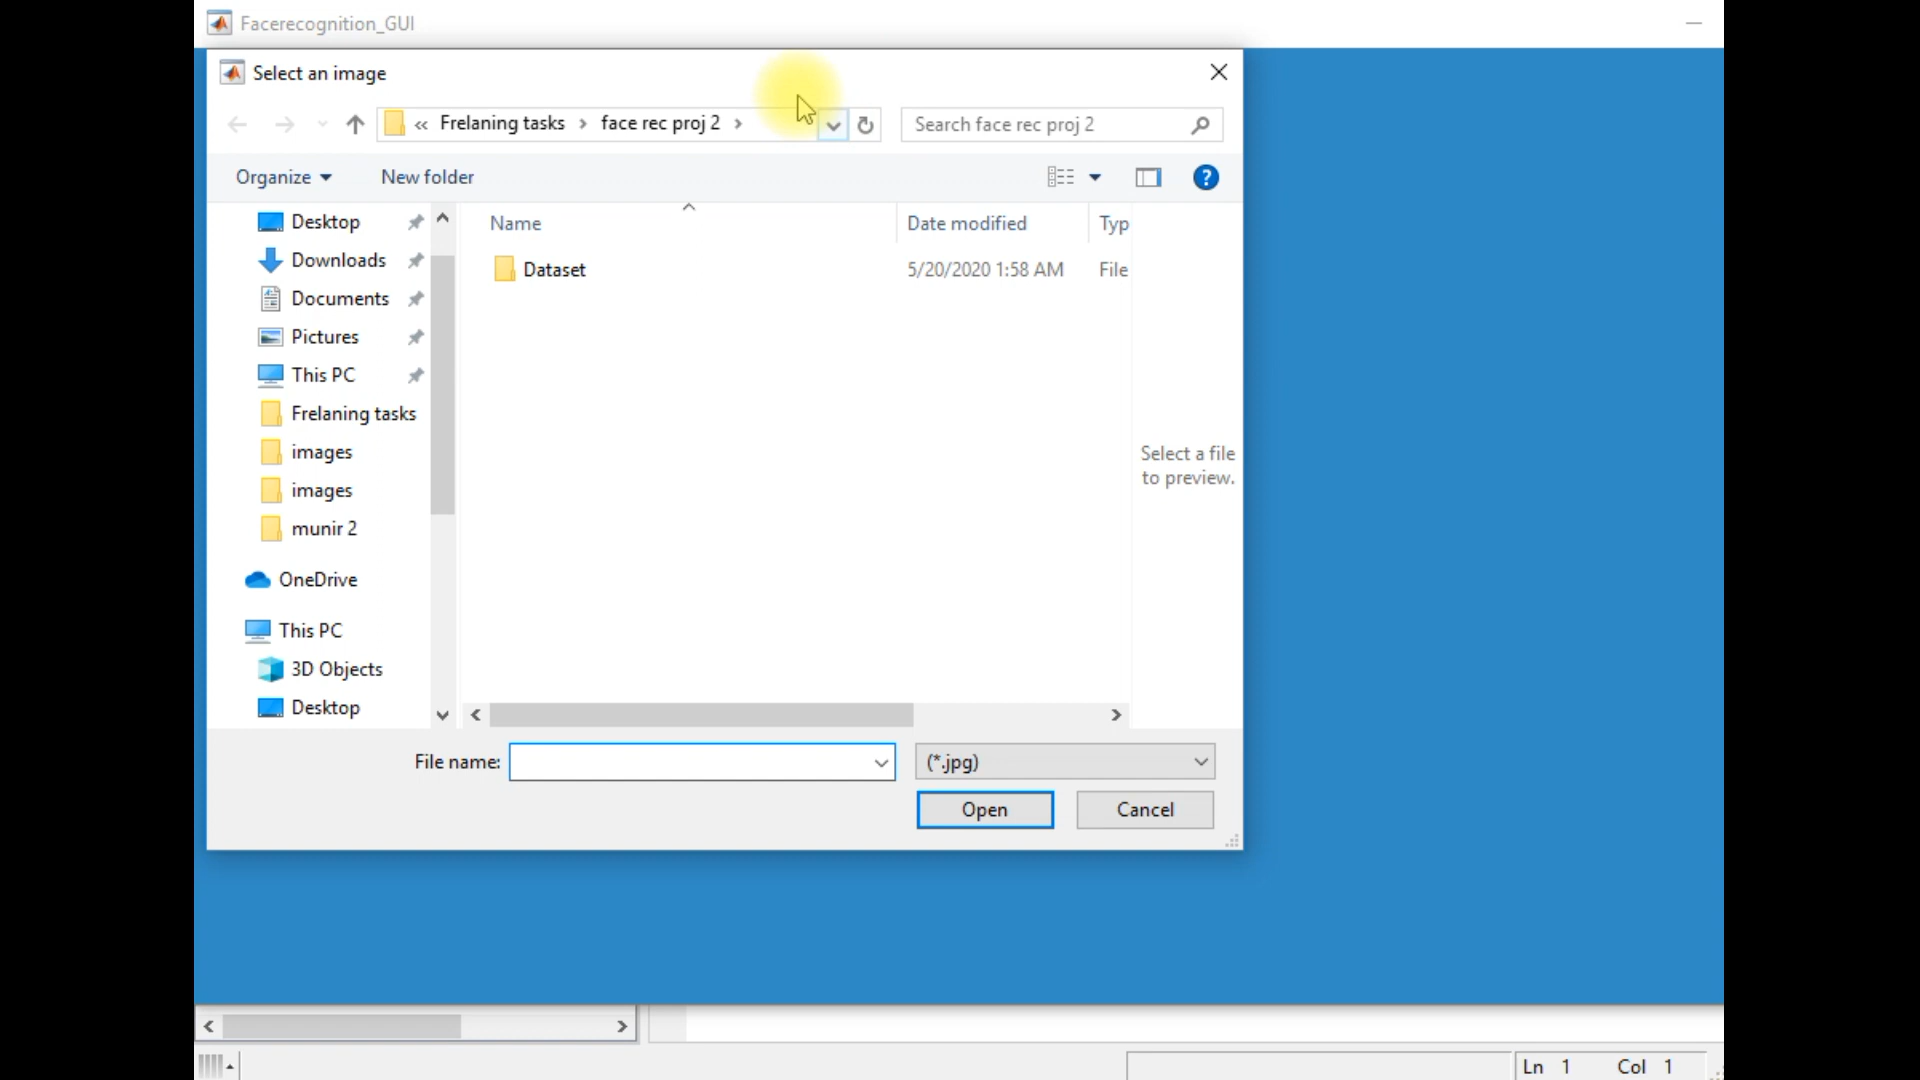 Facerecognition_GUI
Select an image
« Frelaning tasks › face rec proj 2 ›
Search face rec proj 2
Organize
New folder
?
Name
Date modified
Typ
Dataset
5/20/2020 1:58 AM
File
Desktop
Downloads
Documents
Pictures
This PC
Frelaning tasks
images
images
munir 2
OneDrive
This PC
3D Objects
Desktop
Select a file
to preview.
File name:
(*.jpg)
Open
Cancel
Ln 1 Col 1